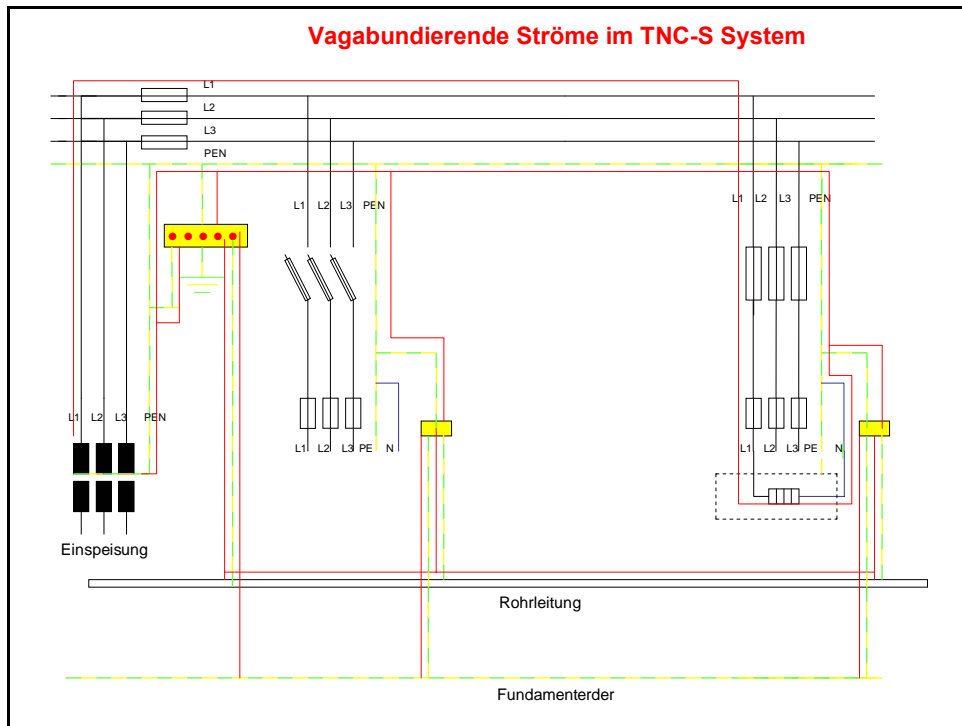 Vagabundierende Ströme im TNC-S System
L1
L2
L3
PEN
L1 L2 L3 PEN
L1 L2 L3 PEN
L1 L2 L3 PEN
L1 L2 L3 PE N
L1 L2 L3 PE N
Einspeisung
Rohrleitung
Fundamenterder